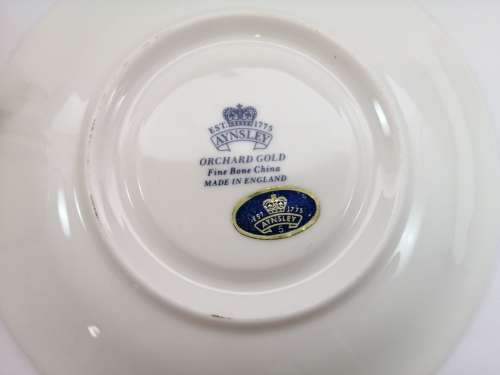 EST. 1775
AYNSLEY
ORCHARD GOLD
Fine Bone China
MADE IN ENGLAND
EST 1775
AYNSLEY
S